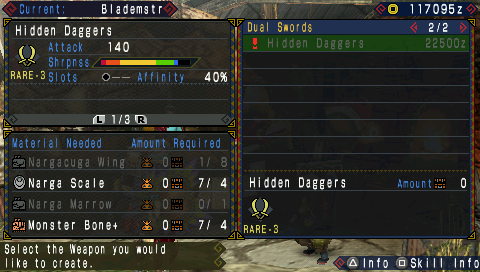 Current: Blademstr
117095z
Hidden Daggers
Attack 140
Shrpnss
RARE-3 Slots ●-- Affinity 40%
L 1/3 R
Material Needed Amount Required
Nargacuga Wing 0 1/ 8
Narga Scale 0 7/ 4
Narga Marrow 0 0/ 1
Monster Bone+ 0 7/ 4
Select the Weapon you would
like to create.
Dual Swords 2/2
Hidden Daggers 22500z
Hidden Daggers Amount 0
RARE-3
△ Info □ Skill Info